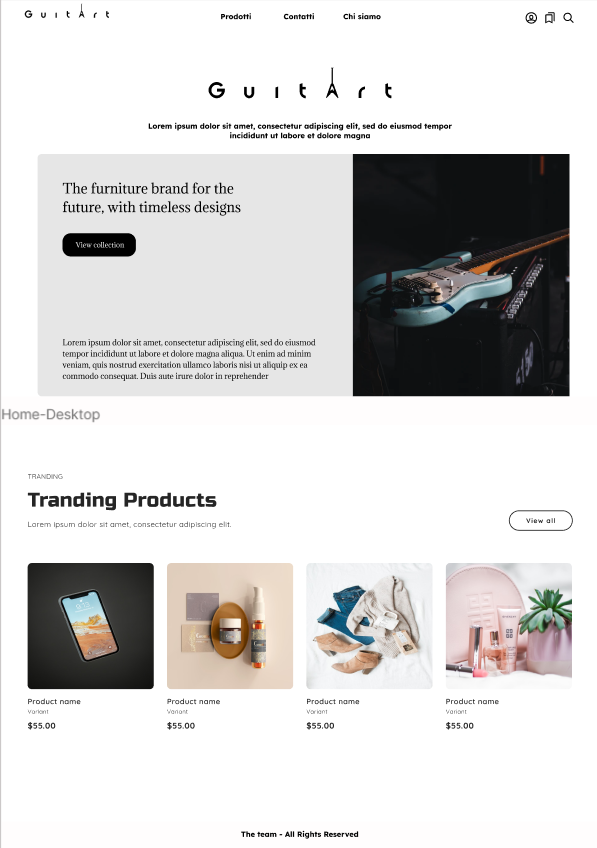 GuitArt
Prodotti Contatti Chi siamo
GuitArt
Lorem ipsum dolor sit amet, consectetur adipiscing elit, sed do eiusmod tempor
incididunt ut labore et dolore magna
The furniture brand for the
future, with timeless designs
View collection
Lorem ipsum dolor sit amet, consectetur adipiscing elit, sed do eiusmod
tempor incididunt ut labore et dolore magna aliqua. Ut enim ad minim
veniam, quis nostrud exercitation ullamco laboris nisi ut aliquip ex ea
commodo consequat. Duis aute irure dolor in reprehender
Home-Desktop
TRANDING
Tranding Products
Lorem ipsum dolor sit amet, consectetur adipiscing elit.
View all
Product name Product name Product name Product name
Variant Variant Variant Variant
$55.00 $55.00 $55.00 $55.00
The team - All Rights Reserved